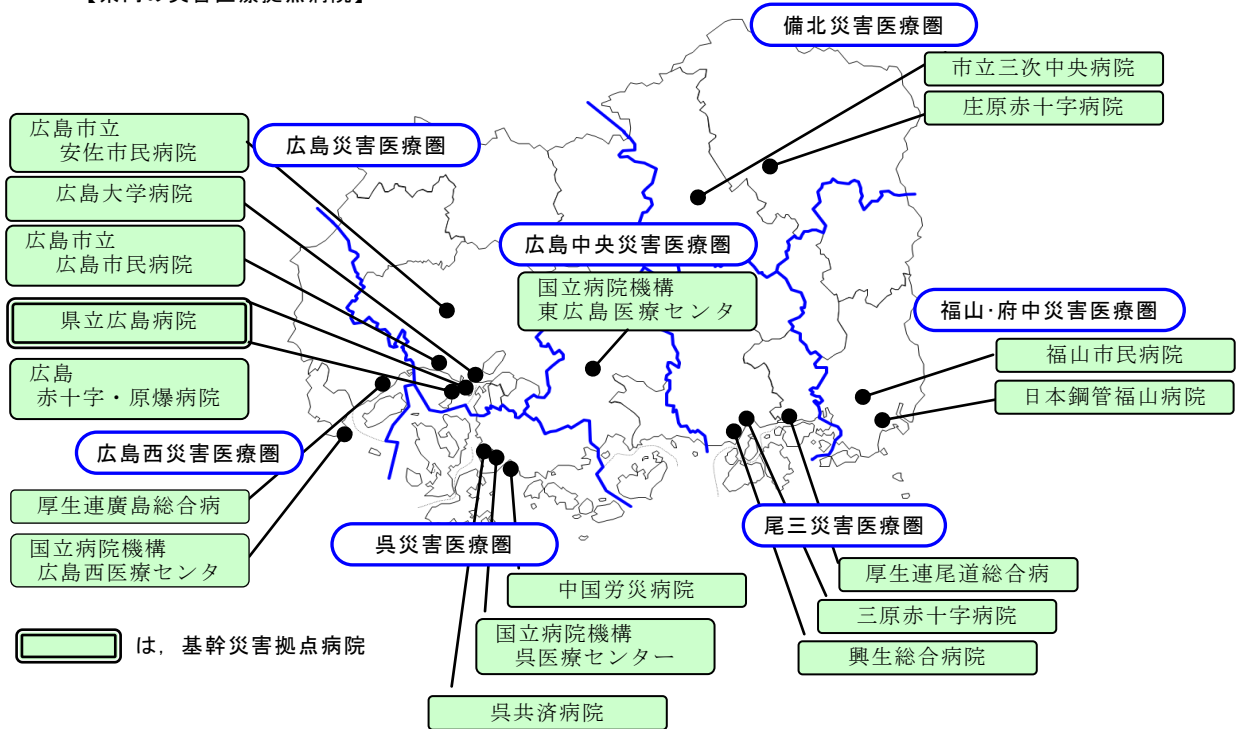 【県内の災害医療拠点病院】
備北災害医療圏
市立三次中央病院
庄原赤十字病院
広島市立
安佐市民病院
広島災害医療圏
広島大学病院
広島市立
広島市民病院
広島中央災害医療圏
国立病院機構
東広島医療センタ
県立広島病院
福山・府中災害医療圏
福山市民病院
日本鋼管福山病院
広島
赤十字・原爆病院
広島西災害医療圏
厚生連廣島総合病
国立病院機構
広島西医療センタ
呉災害医療圏
尾三災害医療圏
中国労災病院
厚生連尾道総合病
三原赤十字病院
国立病院機構
呉医療センター
興生総合病院
呉共済病院
は，基幹災害拠点病院